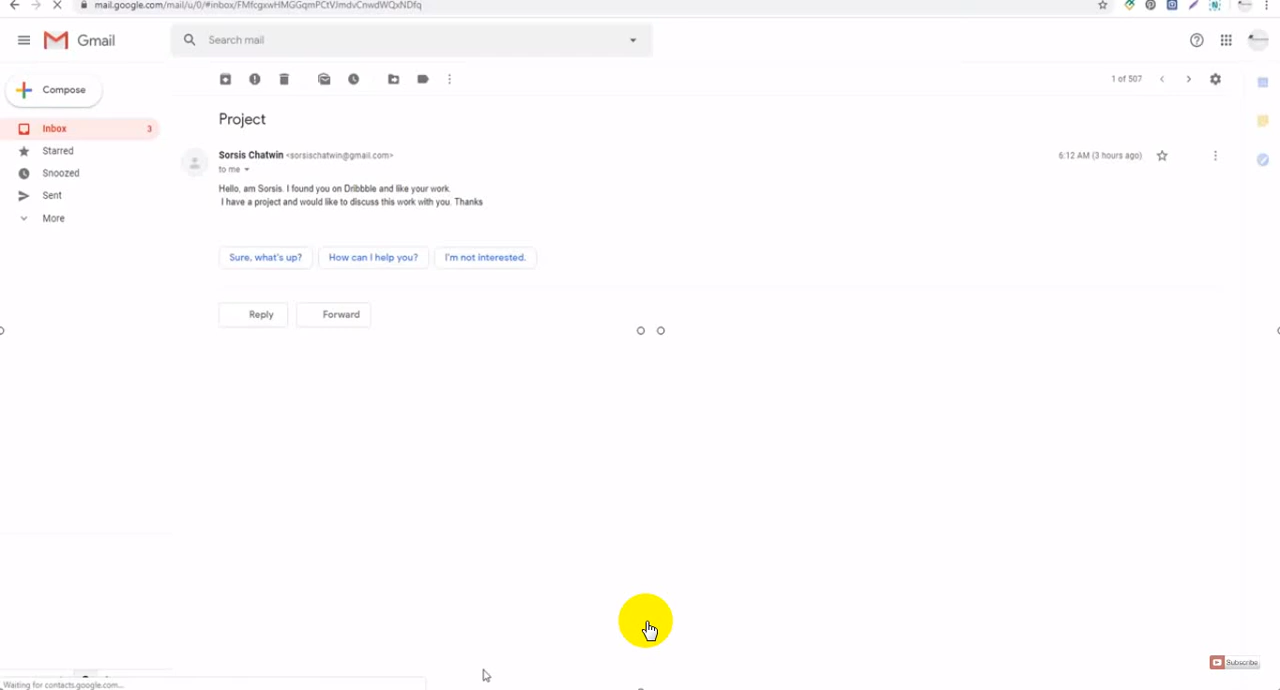 mail.google.com/mail/u/0/#inbox/FMfcgxwHMGGqmPCtVJmdvCnwdWQxNDfq
Gmail
Search mail
Compose
1 of 507
Project
Inbox 3
Starred
Snoozed
Sent
More
Sorsis Chatwin <sorsischatwin@gmail.com>
6:12 AM (3 hours ago)
to me
Hello, am Sorsis. I found you on Dribbble and like your work.
I have a project and would like to discuss this work with you. Thanks
Sure, what's up?
How can I help you?
I'm not interested.
Reply
Forward
Subscribe
Waiting for contacts.google.com...